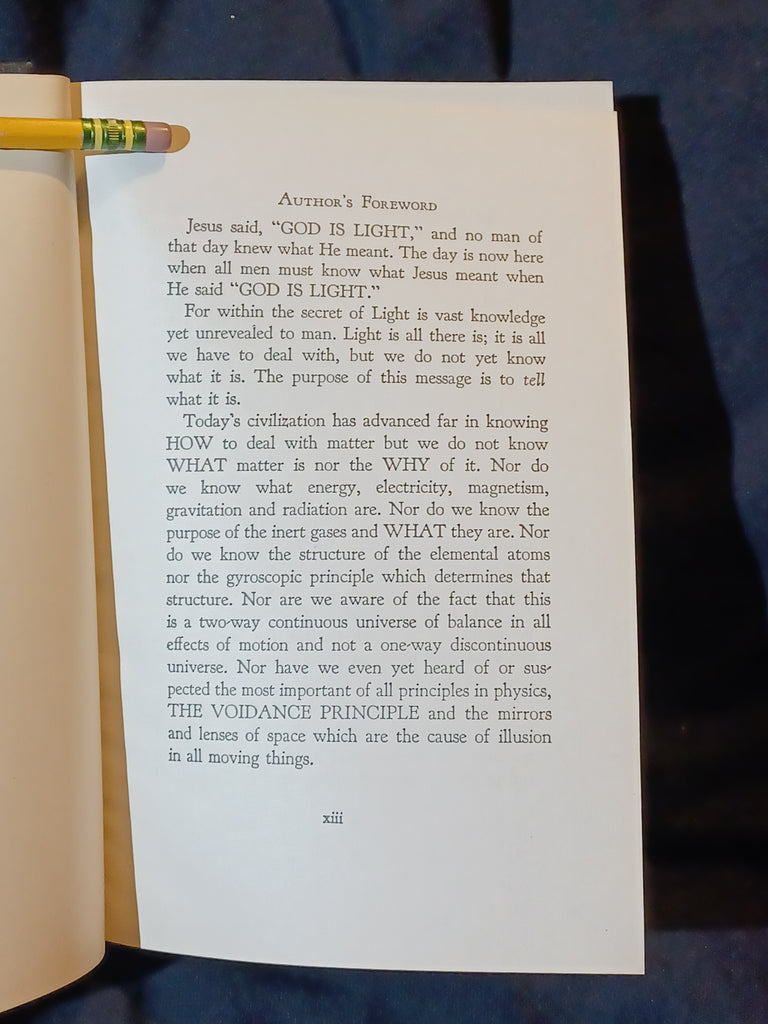 Author's Foreword
Jesus said, "GOD IS LIGHT," and no man of
that day knew what He meant. The day is now here
when all men must know what Jesus meant when
He said "GOD IS LIGHT."
For within the secret of Light is vast knowledge
yet unrevealed to man. Light is all there is; it is all
we have to deal with, but we do not yet know
what it is. The purpose of this message is to tell
what it is.
Today's civilization has advanced far in knowing
HOW to deal with matter but we do not know
WHAT matter is nor the WHY of it. Nor do
we know what energy, electricity, magnetism,
gravitation and radiation are. Nor do we know the
purpose of the inert gases and WHAT they are. Nor
do we know the structure of the elemental atoms
nor the gyroscopic principle which determines that
structure. Nor are we aware of the fact that this
is a two-way continuous universe of balance in all
effects of motion and not a one-way discontinuous
universe. Nor have we even yet heard of or sus-
pected the most important of all principles in physics,
THE VOIDANCE PRINCIPLE and the mirrors
and lenses of space which are the cause of illusion
in all moving things.
xiii